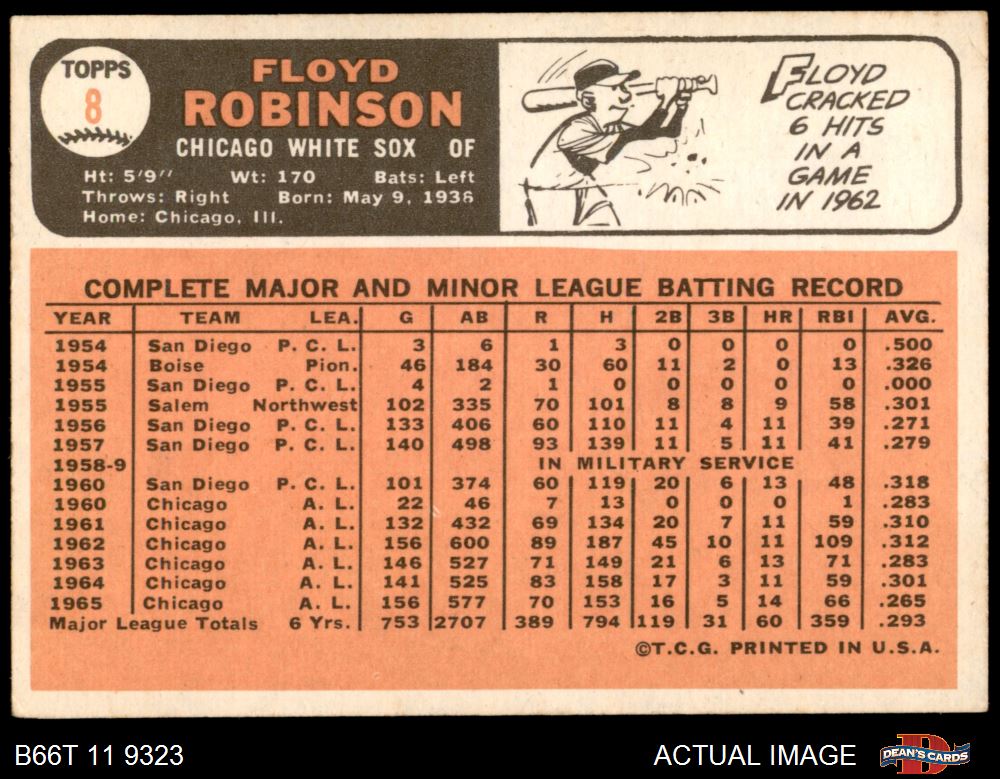 TOPPS
8
FLOYD
ROBINSON
CHICAGO WHITE SOX OF
Ht: 5'9" Wt: 170 Bats: Left
Throws: Right Born: May 9, 1936
Home: Chicago, Ill.
FLOYD
CRACKED
6 HITS
IN A
GAME
IN 1962
COMPLETE MAJOR AND MINOR LEAGUE BATTING RECORD
YEAR TEAM LEA. G AB R H 2B 3B HR RBI AVG.
1954 San Diego P. C. L. 3 6 1 3 0 0 0 0 .500
1954 Boise Pion. 46 184 30 60 11 2 0 13 .326
1955 San Diego P. C. L. 4 2 1 0 0 0 0 0 .000
1955 Salem Northwest 102 335 70 101 8 8 9 58 .301
1956 San Diego P. C. L. 133 406 60 110 11 4 11 39 .271
1957 San Diego P. C. L. 140 498 93 139 11 5 11 41 .279
1958-9 IN MILITARY SERVICE
1960 San Diego P. C. L. 101 374 60 119 20 6 13 48 .318
1960 Chicago A. L. 22 46 7 13 0 0 0 1 .283
1961 Chicago A. L. 132 432 69 134 20 7 11 59 .310
1962 Chicago A. L. 156 600 89 187 45 10 11 109 .312
1963 Chicago A. L. 146 527 71 149 21 6 13 71 .283
1964 Chicago A. L. 141 525 83 158 17 3 11 59 .301
1965 Chicago A. L. 156 577 70 153 16 5 14 66 .265
Major League Totals 6 Yrs. 753 2707 389 794 119 31 60 359 .293
©T.C.G. PRINTED IN U.S.A.
B66T 11 9323 ACTUAL IMAGE DEAN'S CARDS